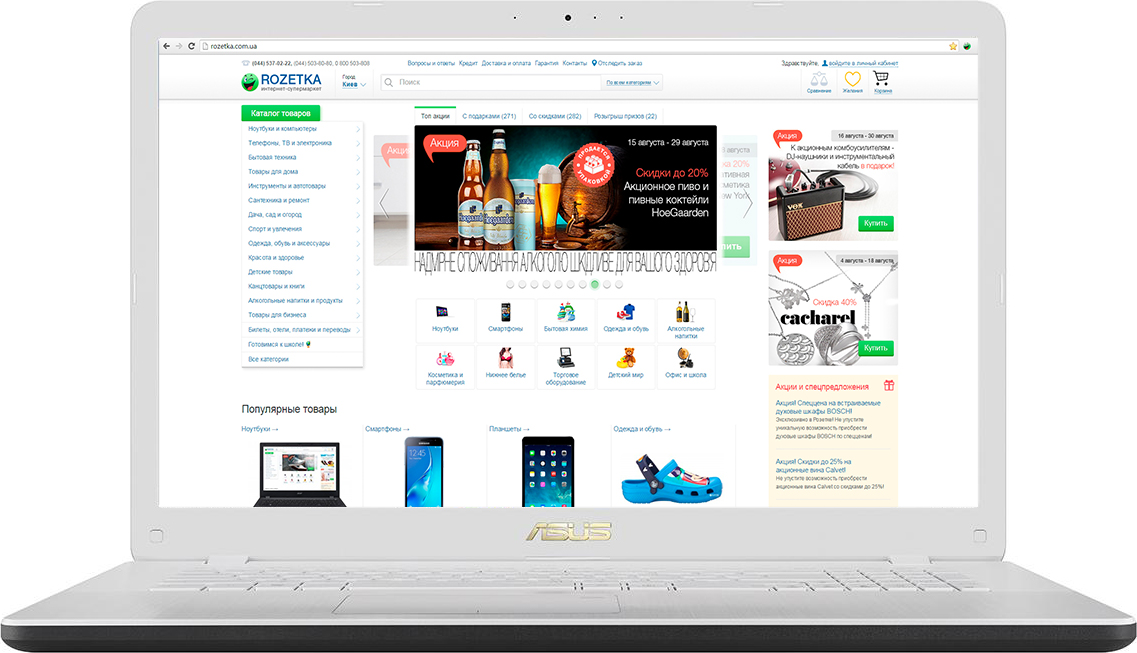 rozetka.com.ua
(044) 537-02-22, (044) 503-80-80, 0 800 503-808
Вопросы и ответы Кредит Доставка и оплата Гарантия Контакты Отследить заказ
Здравствуйте, войдите в личный кабинет
ROZETKA
интернет-супермаркет
Город
Киев
Поиск
По всем категориям
Сравнение
Желания
Корзина
Каталог товаров
Ноутбуки и компьютеры
Телефоны, ТВ и электроника
Бытовая техника
Товары для дома
Инструменты и автотовары
Сантехника и ремонт
Дача, сад и огород
Спорт и увлечения
Одежда, обувь и аксессуары
Красота и здоровье
Детские товары
Канцтовары и книги
Алкогольные напитки и продукты
Товары для бизнеса
Билеты, отели, платежи и переводы
Готовимся к школе!
Все категории
Топ акции
С подарками (271)
Со скидками (282)
Розыгрыш призов (22)
Акция
ПРОДАЕТСЯ
УПАКОВКОЙ
15 августа - 29 августа
Скидки до 20%
Акционное пиво и
пивные коктейли
HoeGaarden
Hoegaarden
Hoegaarden
НАДМІРНЕ СПОЖИВАННЯ АЛКОГОЛЮ ШКІДЛИВЕ ДЛЯ ВАШОГО ЗДОРОВ'Я
Ноутбуки
Смартфоны
Бытовая химия
Одежда и обувь
Алкогольные
напитки
Косметика и
парфюмерия
Нижнее белье
Торговое
оборудование
Детский мир
Офис и школа
Акция
16 августа - 30 августа
К акционным комбоусилителям -
DJ-наушники и инструментальный
кабель в подарок!
VOX
Купить
Акция
4 августа - 18 августа
Скидка 40%
cacharel
Купить
Акции и спецпредложения
Акция! Спеццена на встраиваемые
духовые шкафы BOSCH!
Эксклюзивно в Розетке! Не упустите
уникальную возможность приобрести
духовые шкафы BOSCH по спецценам!
Акция! Скидки до 25% на
акционные вина Calvet!
Не упустите возможность приобрести
акционные вина Calvet со скидками до 25%!
Популярные товары
Ноутбуки →
Смартфоны →
Планшеты →
Одежда и обувь →
12:45
ASUS